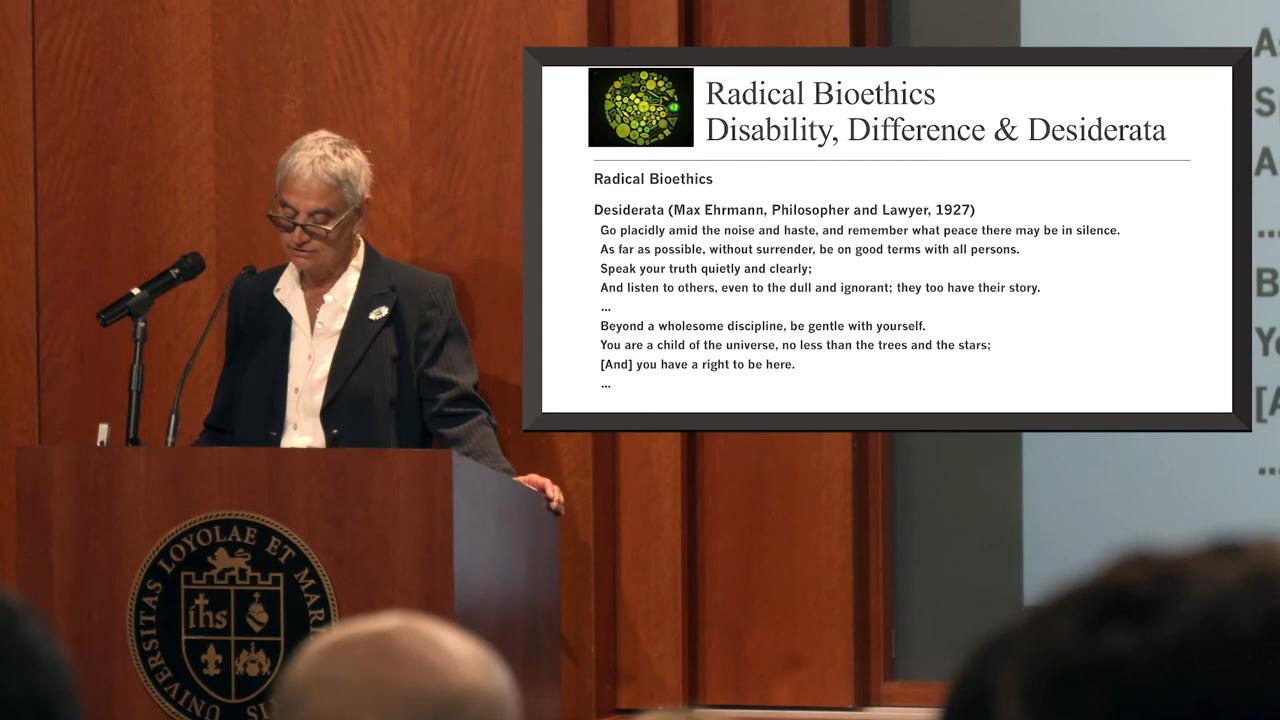 Radical Bioethics
Disability, Difference & Desiderata
Radical Bioethics
Desiderata (Max Ehrmann, Philosopher and Lawyer, 1927)
Go placidly amid the noise and haste, and remember what peace there may be in silence.
As far as possible, without surrender, be on good terms with all persons.
Speak your truth quietly and clearly;
And listen to others, even to the dull and ignorant; they too have their story.
...
Beyond a wholesome discipline, be gentle with yourself.
You are a child of the universe, no less than the trees and the stars;
[And] you have a right to be here.
...
UNIVERSITAS LOYOLAE ET
ihs